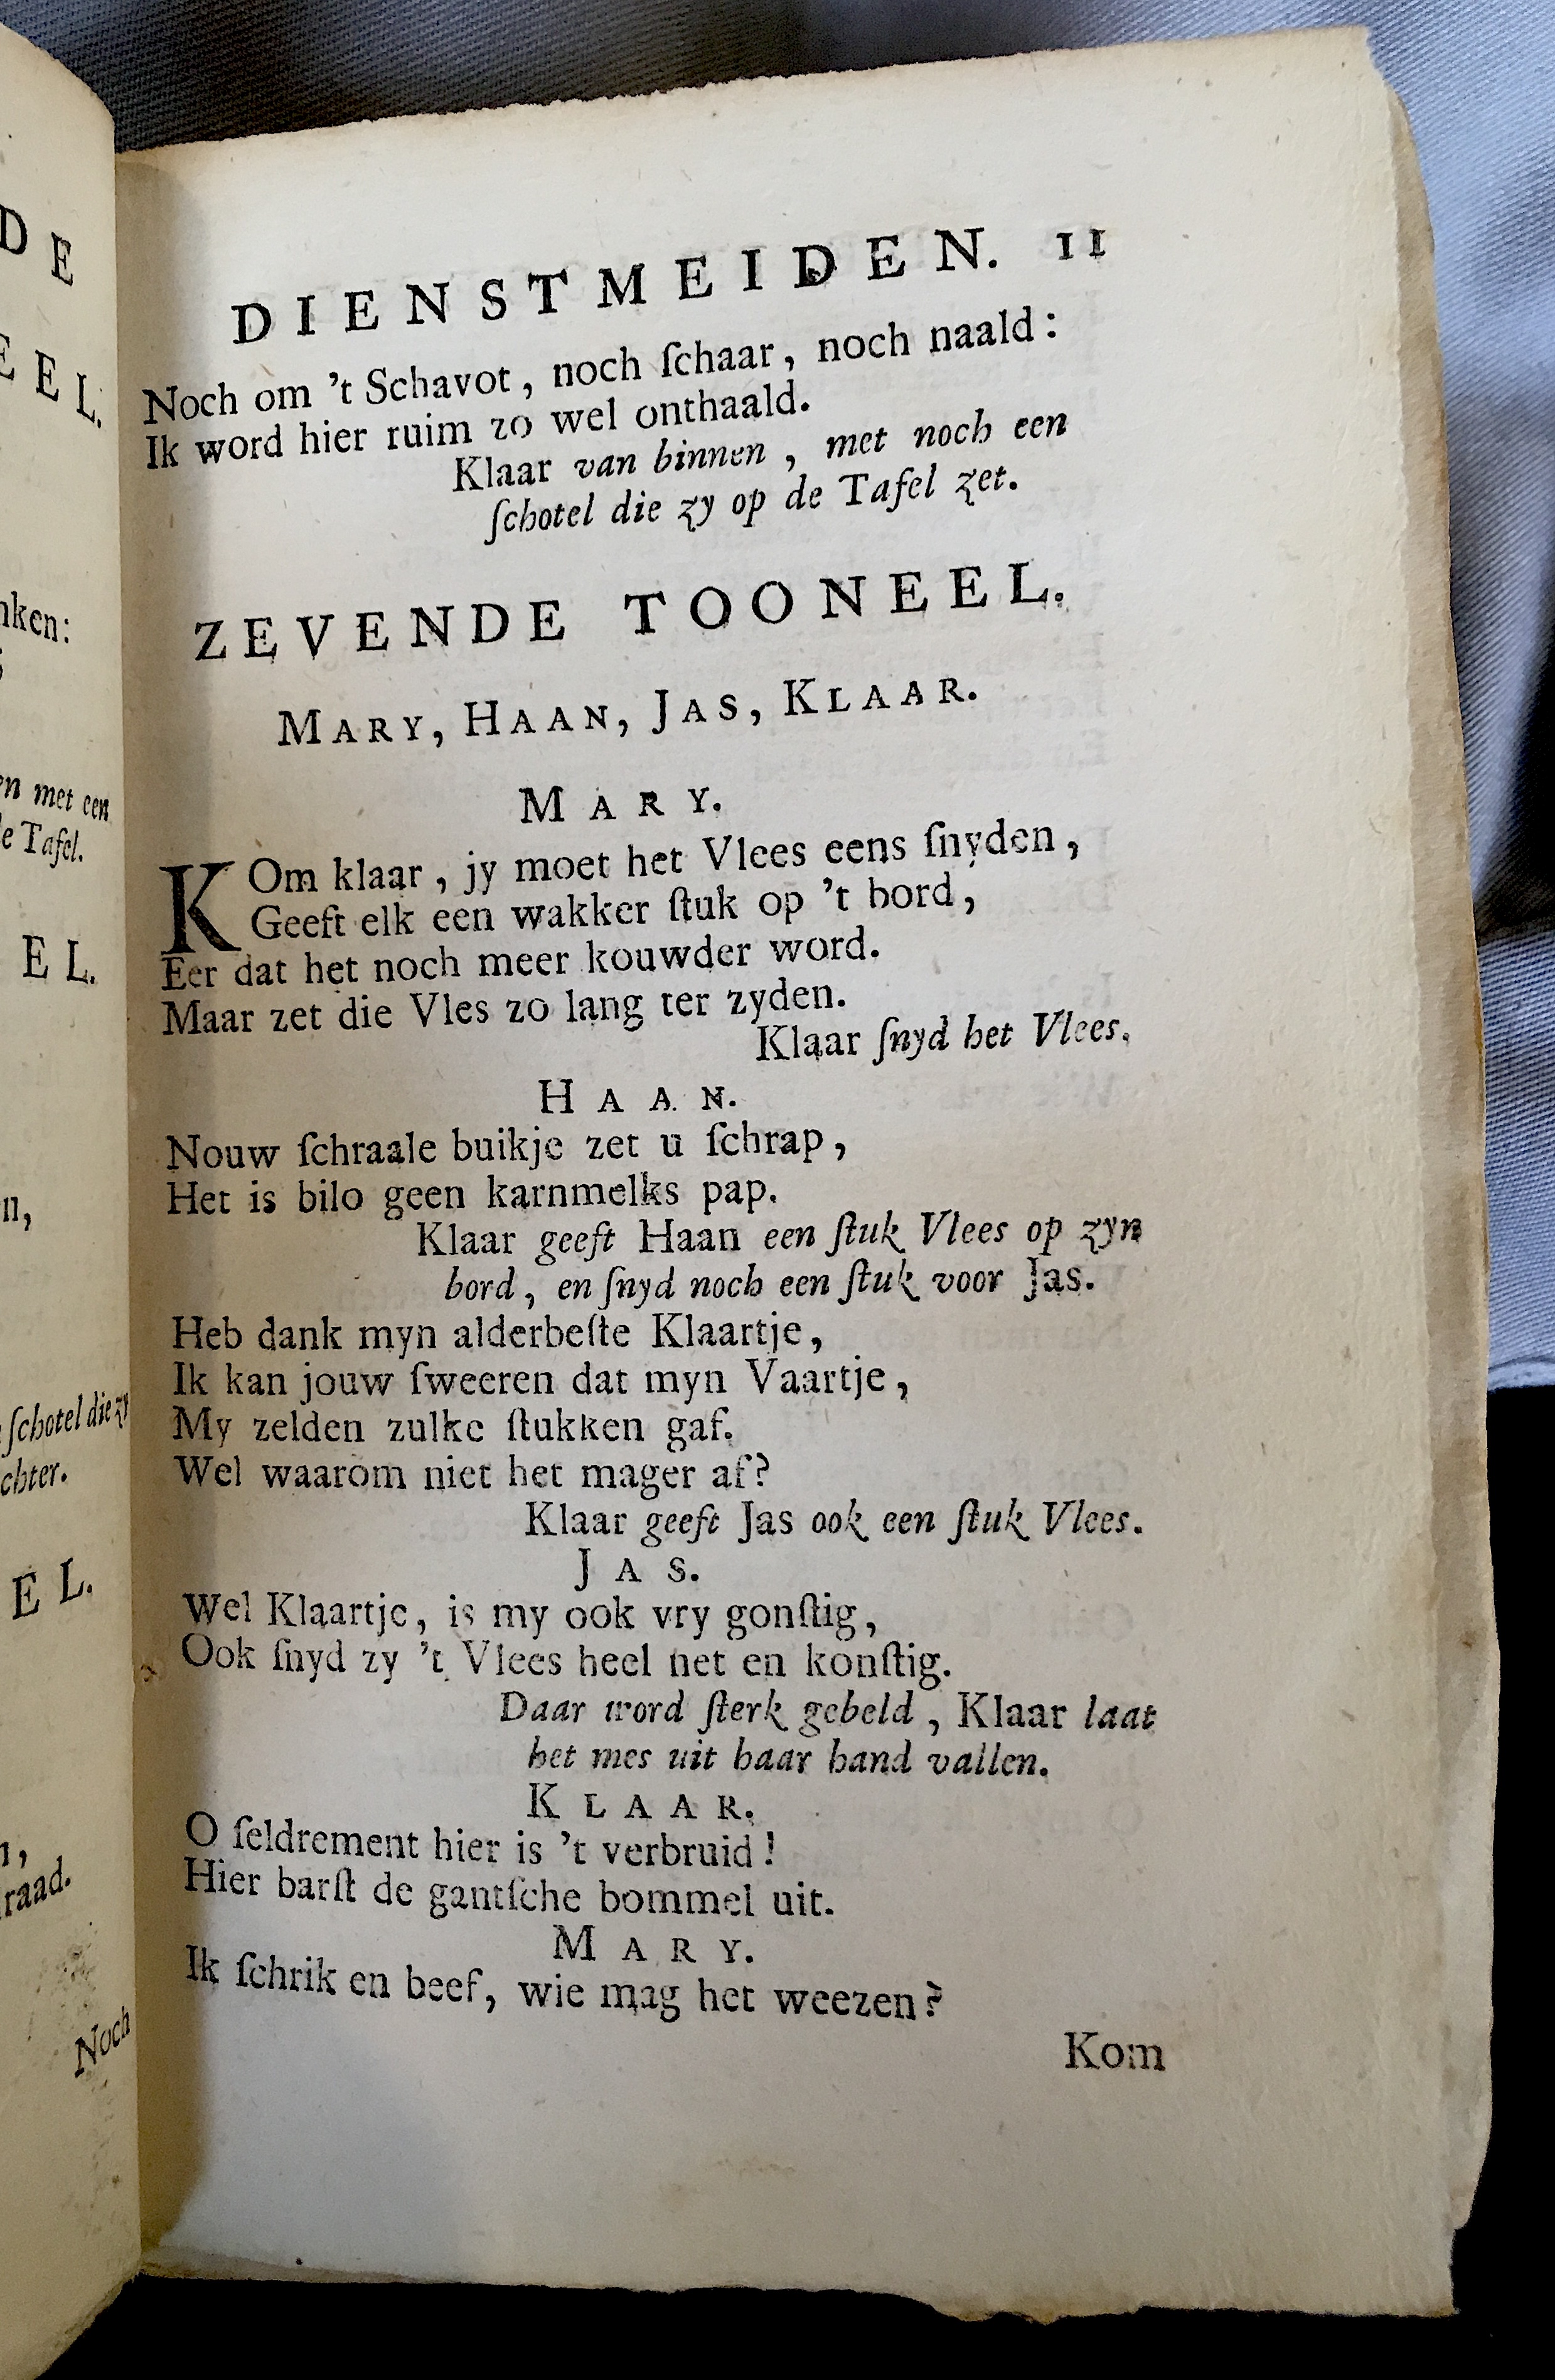 DIENSTMEIDEN. 11
Noch om 't Schavot, noch ſchaar, noch naald:
Ik word hier ruim zo wel onthaald.
Klaar van binnen, met noch een
ſchotel die zy op de Tafel zet.
ZEVENDE TOONEEL.
MARY, HAAN, JAS, KLAAR.
MARY.
KOm klaar, jy moet het Vlees eens ſnyden,
Geeft elk een wakker ſtuk op 't bord,
Eer dat het noch meer kouwder word.
Maar zet die Vles zo lang ter zyden.
Klaar ſnyd het Vlees.
HAAN.
Nouw ſchraale buikje zet u ſchrap,
Het is bilo geen karnmelks pap.
Klaar geeft Haan een ſtuk Vlees op zyn
bord, en ſnyd noch een ſtuk voor Jas.
Heb dank myn alderbeſte Klaartje,
Ik kan jouw ſweeren dat myn Vaartje,
My zelden zulke ſtukken gaf.
Wel waarom niet het mager af?
Klaar geeft Jas ook een ſtuk Vlees.
JAS.
Wel Klaartje, is my ook vry gonſtig,
Ook ſnyd zy 't Vlees heel net en konſtig.
Daar word ſterk gebeld, Klaar laat
het mes uit haar hand vallen.
KLAAR.
O ſeldrement hier is 't verbruid!
Hier barſt de gantſche bommel uit.
MARY.
Ik ſchrik en beef, wie mag het weezen?
Kom